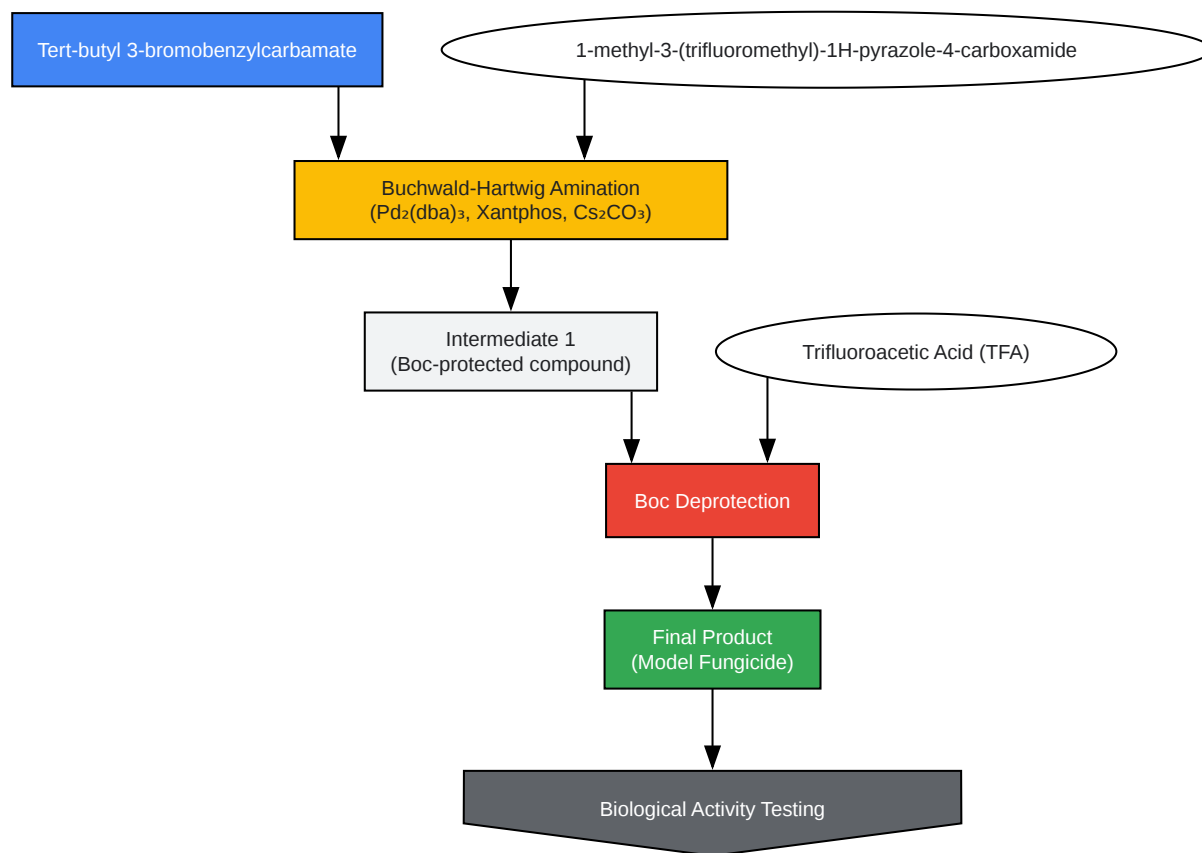 Tert-butyl 3-bromobenzylcarbamate
1-methyl-3-(trifluoromethyl)-1H-pyrazole-4-carboxamide
Buchwald-Hartwig Amination
(Pd₂(dba)₃, Xantphos, Cs₂CO₃)
Intermediate 1
(Boc-protected compound)
Trifluoroacetic Acid (TFA)
Boc Deprotection
Final Product
(Model Fungicide)
Biological Activity Testing